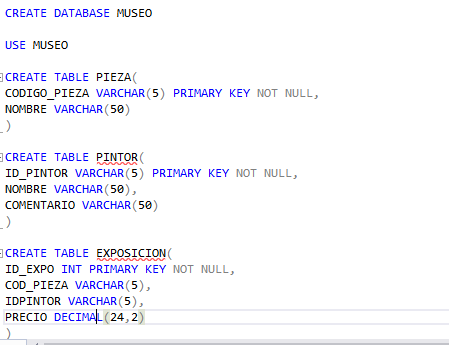 CREATE DATABASE MUSEO
USE MUSEO
CREATE TABLE PIEZA(
CODIGO_PIEZA VARCHAR(5) PRIMARY KEY NOT NULL,
NOMBRE VARCHAR(50)
)
CREATE TABLE PINTOR(
ID_PINTOR VARCHAR(5) PRIMARY KEY NOT NULL,
NOMBRE VARCHAR(50),
COMENTARIO VARCHAR(50)
)
CREATE TABLE EXPOSICION(
ID_EXPO INT PRIMARY KEY NOT NULL,
COD_PIEZA VARCHAR(5),
IDPINTOR VARCHAR(5),
PRECIO DECIMAL(24,2)
)